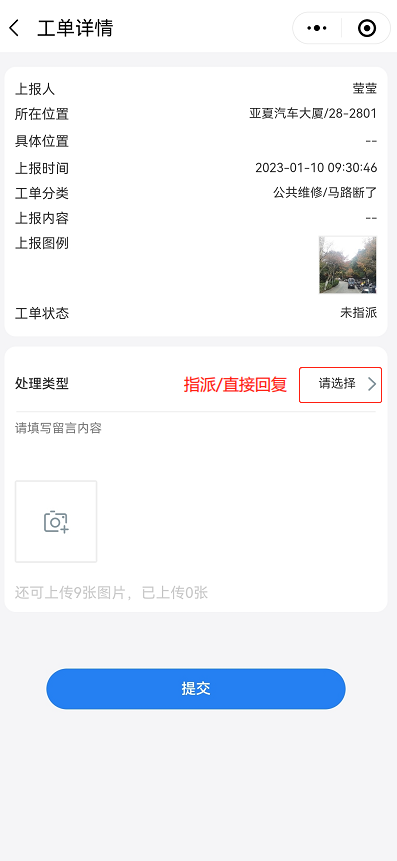 工单详情
上报人 莹莹
所在位置 亚夏汽车大厦/28-2801
具体位置 --
上报时间 2023-01-10 09:30:46
工单分类 公共维修/马路断了
上报内容 --
上报图例
工单状态 未指派
处理类型 指派/直接回复 请选择
请填写留言内容
还可上传9张图片，已上传0张
提交